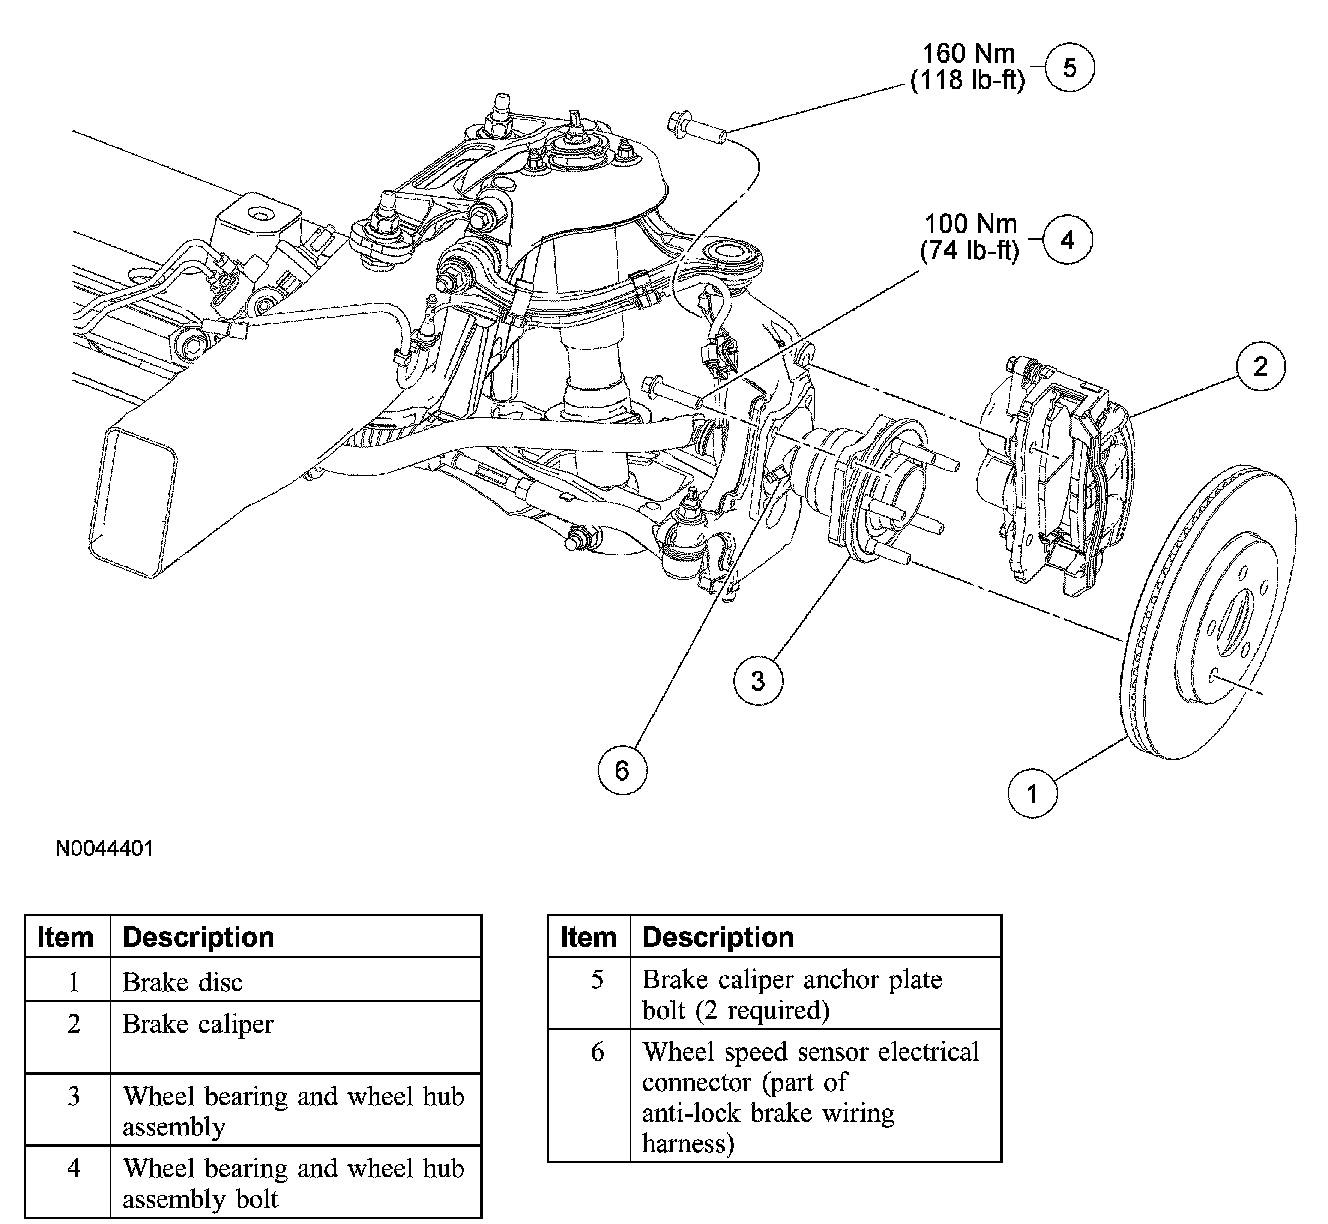 160 Nm
(118 lb-ft)
5
100 Nm
(74 lb-ft)
4
2
3
6
1
N0044401
Item Description
1 Brake disc
2 Brake caliper
3 Wheel bearing and wheel hub
assembly
4 Wheel bearing and wheel hub
assembly bolt
Item Description
5 Brake caliper anchor plate
bolt (2 required)
6 Wheel speed sensor electrical
connector (part of
anti-lock brake wiring
harness)